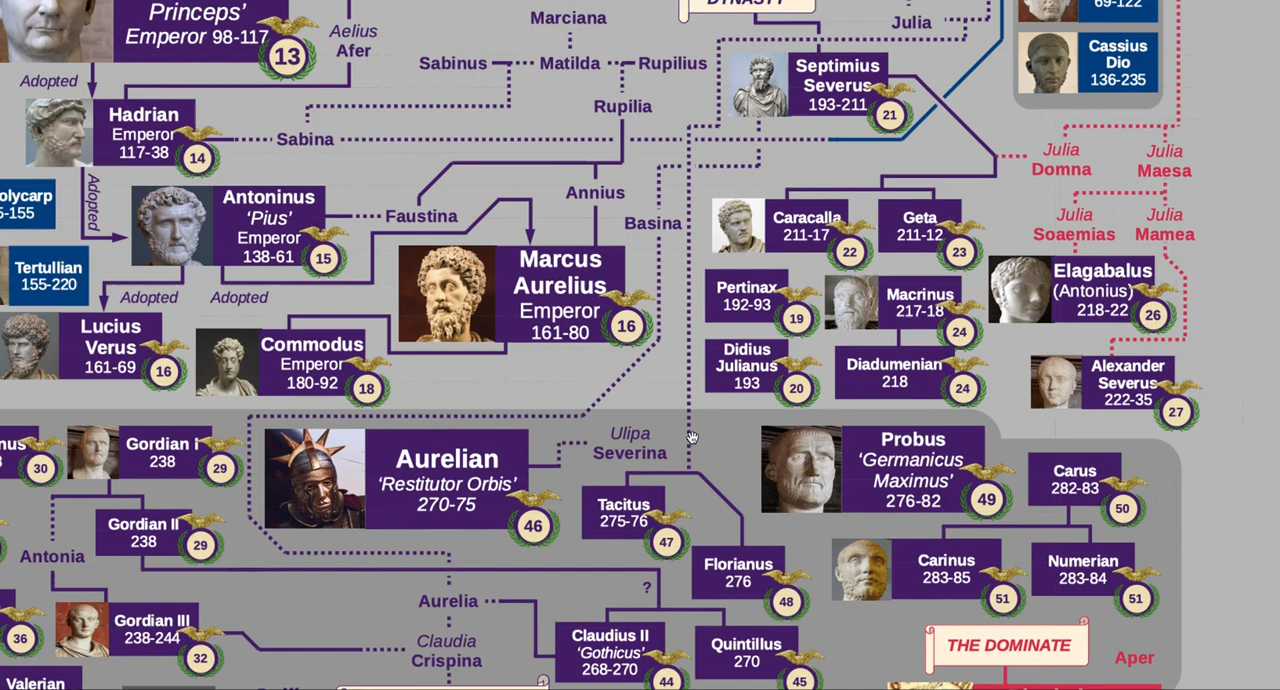 Princeps’
Emperor 98-117
13
Aelius
Afer
Marciana
DYNASTY
Julia
69-122
Cassius
Dio
136-235
Adopted
Sabinus
Matilda
Rupilius
Septimius
Severus
193-211
21
Hadrian
Emperor
117-38
14
Sabina
Rupilia
Julia
Domna
Julia
Maesa
olycarp
5-155
Adopted
Antoninus
‘Pius’
Emperor
138-61
15
Faustina
Annius
Basina
Caracalla
211-17
22
Geta
211-12
23
Julia
Soaemias
Julia
Mamea
Tertullian
155-220
Adopted
Adopted
Marcus
Aurelius
Emperor
161-80
16
Pertinax
192-93
19
Macrinus
217-18
24
Elagabalus
(Antonius)
218-22
26
Lucius
Verus
161-69
16
Commodus
Emperor
180-92
18
Didius
Julianus
193
20
Diadumenian
218
24
Alexander
Severus
222-35
27
nus
30
Gordian I
238
29
Aurelian
‘Restitutor Orbis’
270-75
46
Ulipa
Severina
Probus
‘Germanicus
Maximus’
276-82
49
Carus
282-83
50
Tacitus
275-76
47
Gordian II
238
29
Antonia
Florianus
276
48
Carinus
283-85
51
Numerian
283-84
51
?
Aurelia
36
Gordian III
238-244
32
Claudia
Crispina
Claudius II
‘Gothicus’
268-270
44
Quintillus
270
45
THE DOMINATE
Aper
Valerian